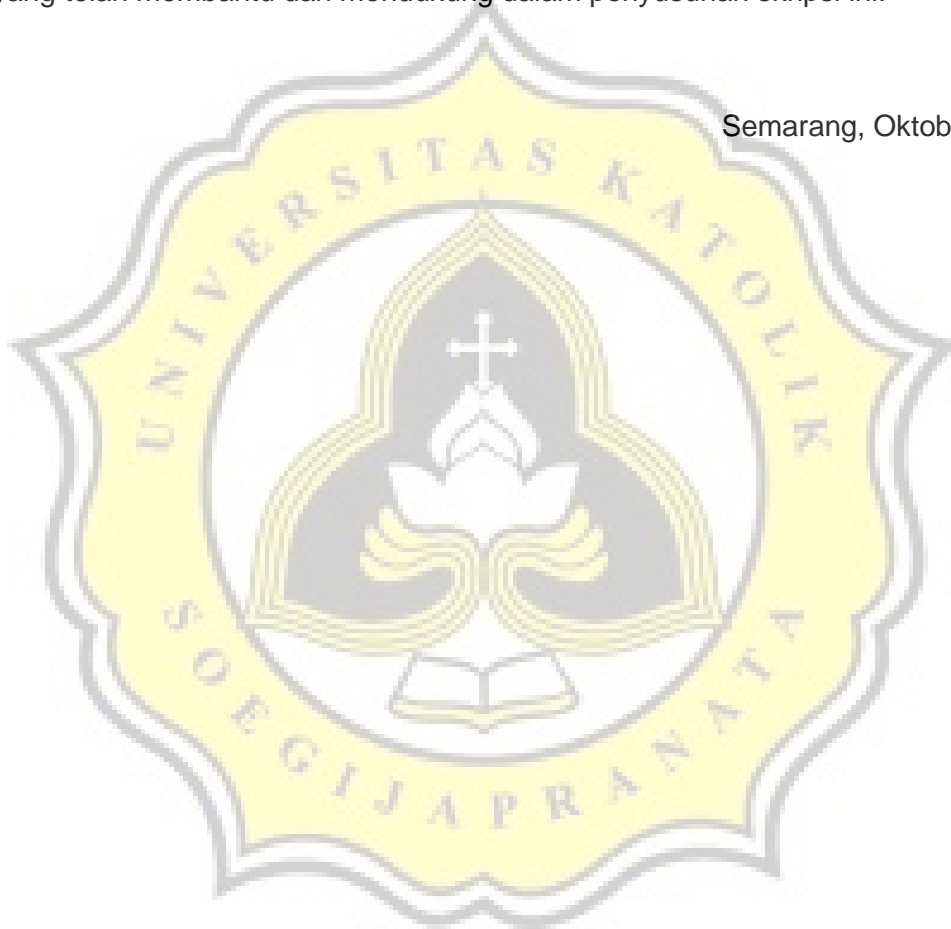 yang telah membantu dan mendukung dalam penyusunan skripsi ini.
Semarang, Oktob
UNIVERSITAS KATOLIK
SOEGIJAPRANATA